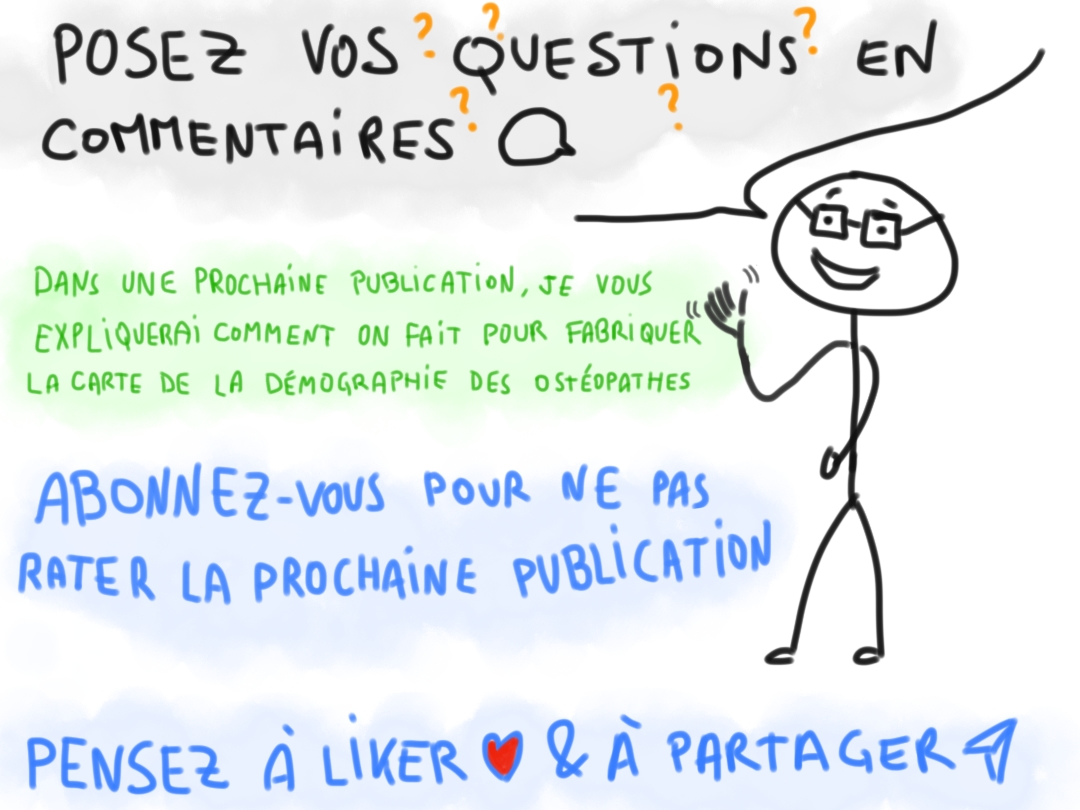 POSEZ VOS QUESTIONS EN
COMMENTAIRES
? ? ? ? ?
DANS UNE PROCHAINE PUBLICATION, JE VOUS
EXPLIQUERAI COMMENT ON FAIT POUR FABRIQUER
LA CARTE DE LA DÉMOGRAPHIE DES OSTÉOPATHES
ABONNEZ-VOUS POUR NE PAS
RATER LA PROCHAINE PUBLICATION
PENSEZ À LIKER & À PARTAGER